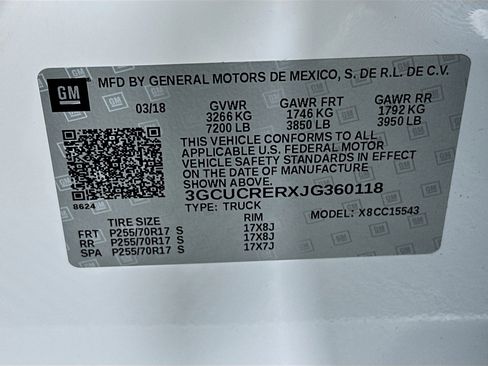 GM
MFD BY GENERAL MOTORS DE MEXICO, S. DE R.L. DE C.V.
03/18 GVWR GAWR FRT GAWR RR
3266 KG 1746 KG 1792 KG
7200 LB 3850 LB 3950 LB
THIS VEHICLE CONFORMS TO ALL
APPLICABLE U.S. FEDERAL MOTOR
VEHICLE SAFETY STANDARDS IN EFFECT
ON THE DATE OF MANUFACTURE
SHOWN ABOVE.
3GCUCRERXJG360118
8624
TYPE: TRUCK MODEL: X8CC15543
TIRE SIZE RIM
FRT P255/70R17 S 17X8J
RR P255/70R17 S 17X8J
SPA P255/70R17 S 17X7J